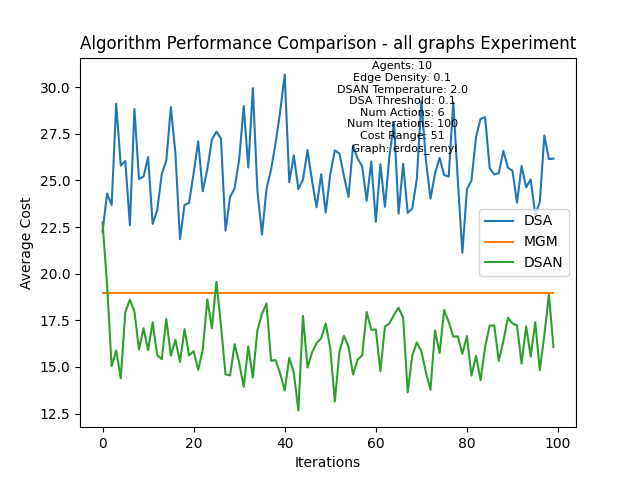 Algorithm Performance Comparison - all graphs Experiment
Agents: 10
Edge Density: 0.1
DSAN Temperature: 2.0
DSA Threshold: 0.1
Num Actions: 6
Num Iterations: 100
Cost Range: 51
Graph: erdos_renyi
30.0
27.5
25.0
22.5
20.0
17.5
15.0
12.5
Average Cost
DSA
MGM
DSAN
0
20
40
60
80
100
Iterations